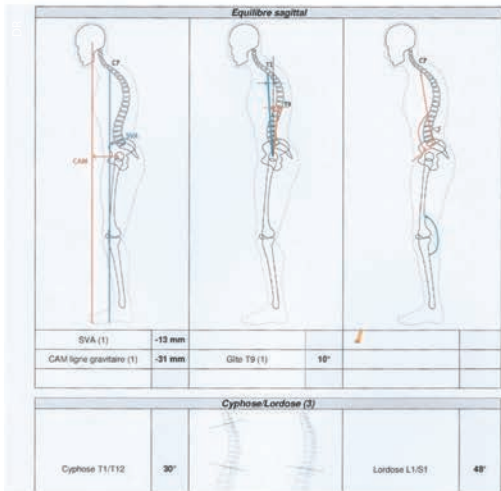 Equilibre sagittal
C7
SVA
CAM
T1
T9
C7
SVA (1) -13 mm
CAM ligne gravitaire (1) -31 mm Gîte T9 (1) 10°
Cyphose/Lordose (3)
Cyphose T1/T12 30° Lordose L1/S1 48°